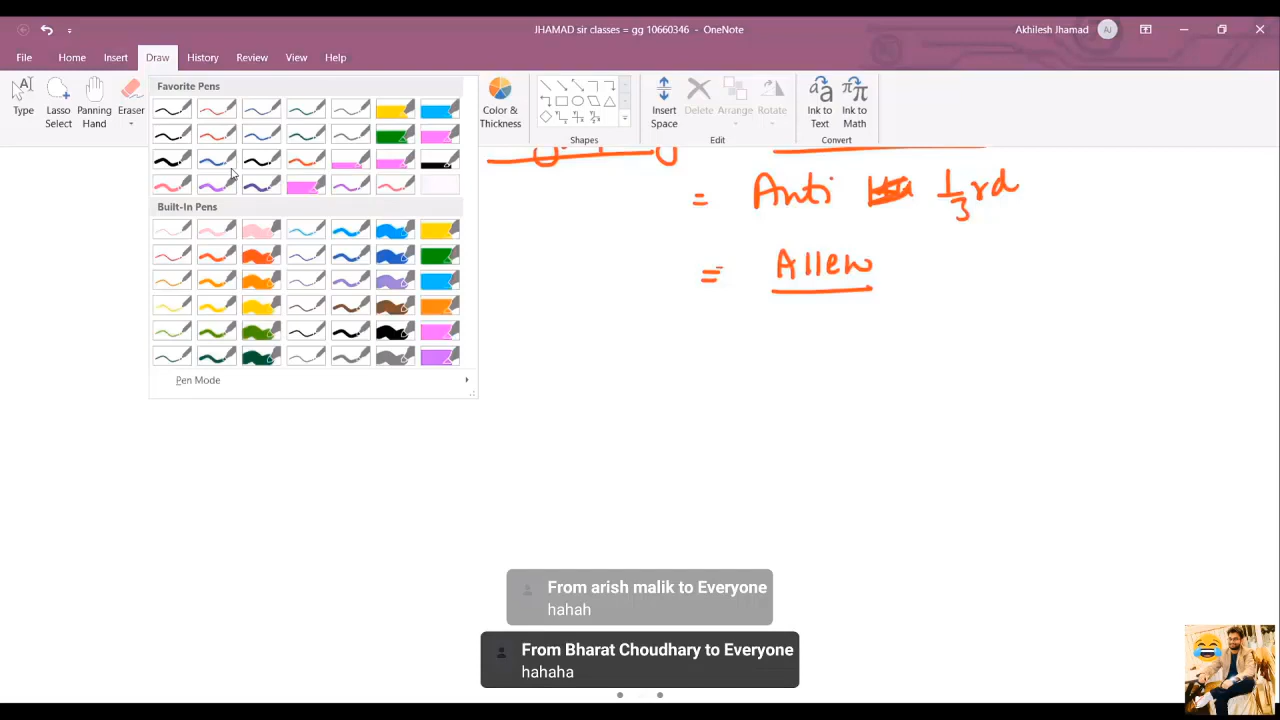 JHAMAD sir classes = gg 10660346 - OneNote
Akhilesh Jhamad
AJ
File
Home
Insert
Draw
History
Review
View
Help
Type
Lasso Select
Panning Hand
Eraser
Favorite Pens
Built-In Pens
Pen Mode
Color & Thickness
Shapes
Insert Space
Delete
Arrange
Rotate
Edit
Ink to Text
Ink to Math
Convert
= Anti 1/3rd
= Allen
From arish malik to Everyone
hahah
From Bharat Choudhary to Everyone
hahaha